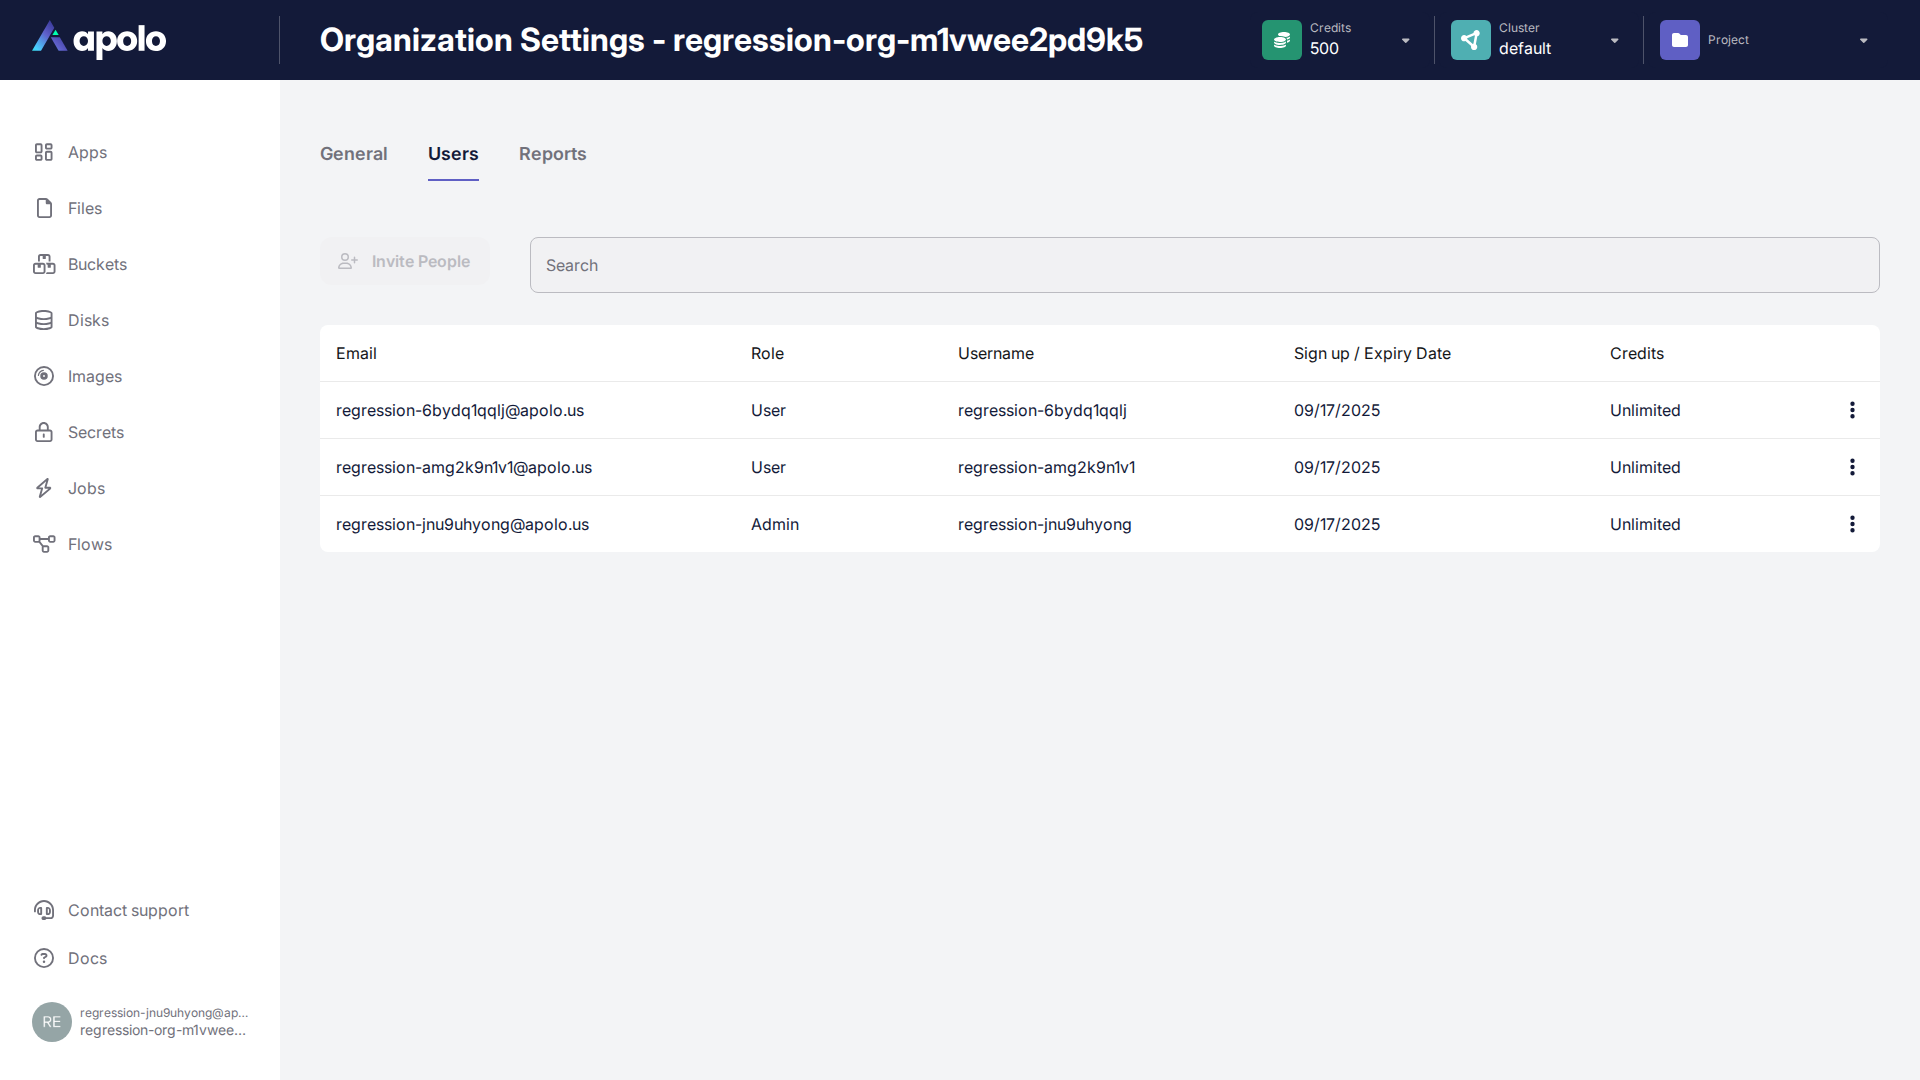 apolo
Organization Settings - regression-org-m1vwee2pd9k5
Credits
500
Cluster
default
Project
Apps
Files
Buckets
Disks
Images
Secrets
Jobs
Flows
General Users Reports
Invite People
Search
Email Role Username Sign up / Expiry Date Credits
regression-6bydq1qqlj@apolo.us User regression-6bydq1qqlj 09/17/2025 Unlimited
regression-amg2k9n1v1@apolo.us User regression-amg2k9n1v1 09/17/2025 Unlimited
regression-jnu9uhyong@apolo.us Admin regression-jnu9uhyong 09/17/2025 Unlimited
Contact support
Docs
RE
regression-jnu9uhyong@ap...
regression-org-m1vwee...